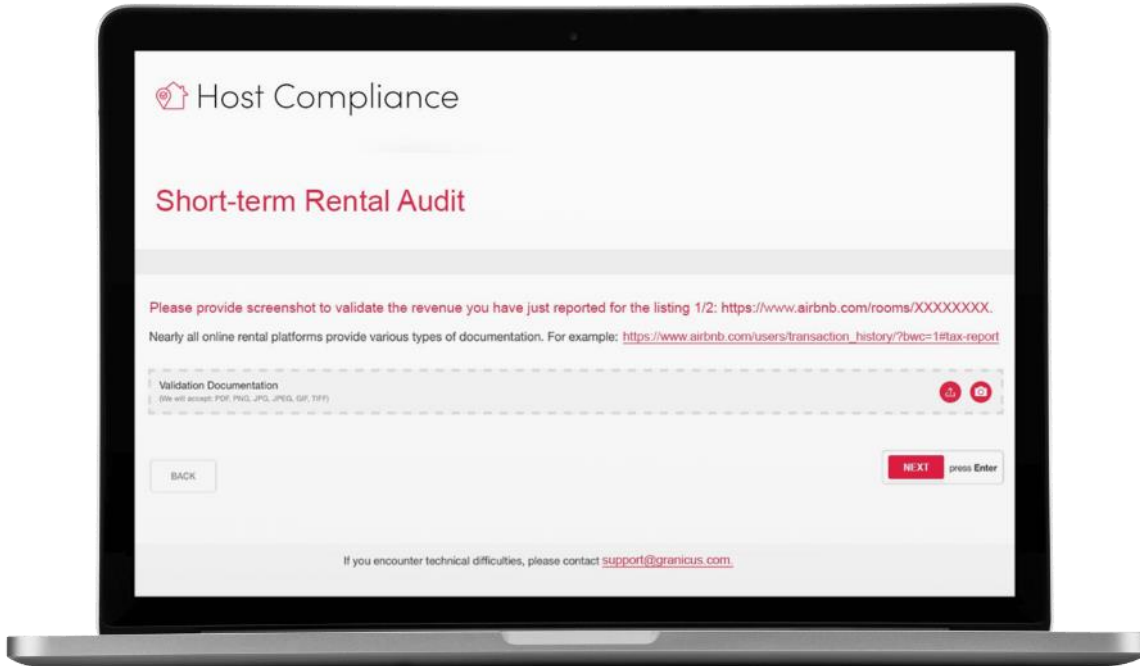 Host Compliance
Short-term Rental Audit
Please provide screenshot to validate the revenue you have just reported for the listing 1/2: https://www.airbnb.com/rooms/XXXXXXXX.
Nearly all online rental platforms provide various types of documentation. For example: https://www.airbnb.com/users/transaction_history/?bwc=1#tax-report
Validation Documentation
(We will accept: PDF, PNG, JPG, JPEG, GIF, TIFF)
BACK
NEXT press Enter
If you encounter technical difficulties, please contact support@granicus.com.